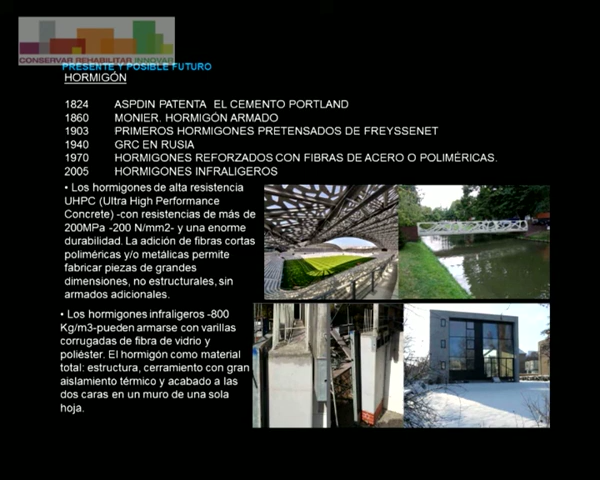 CONSERVAR REHABILITAR INNOVAR
PRESENTE Y POSIBLE FUTURO
HORMIGÓN
1824 ASPDIN PATENTA EL CEMENTO PORTLAND
1860 MONIER. HORMIGÓN ARMADO
1903 PRIMEROS HORMIGONES PRETENSADOS DE FREYSSENET
1940 GRC EN RUSIA
1970 HORMIGONES REFORZADOS CON FIBRAS DE ACERO O POLIMÉRICAS.
2005 HORMIGONES INFRALIGEROS
• Los hormigones de alta resistencia
UHPC (Ultra High Performance
Concrete) -con resistencias de más de
200MPa -200 N/mm2- y una enorme
durabilidad. La adición de fibras cortas
poliméricas y/o metálicas permite
fabricar piezas de grandes
dimensiones, no estructurales, sin
armados adicionales.
• Los hormigones infraligeros -800
Kg/m3-pueden armarse con varillas
corrugadas de fibra de vidrio y
poliéster. El hormigón como material
total: estructura, cerramiento con gran
aislamiento térmico y acabado a las
dos caras en un muro de una sola
hoja.